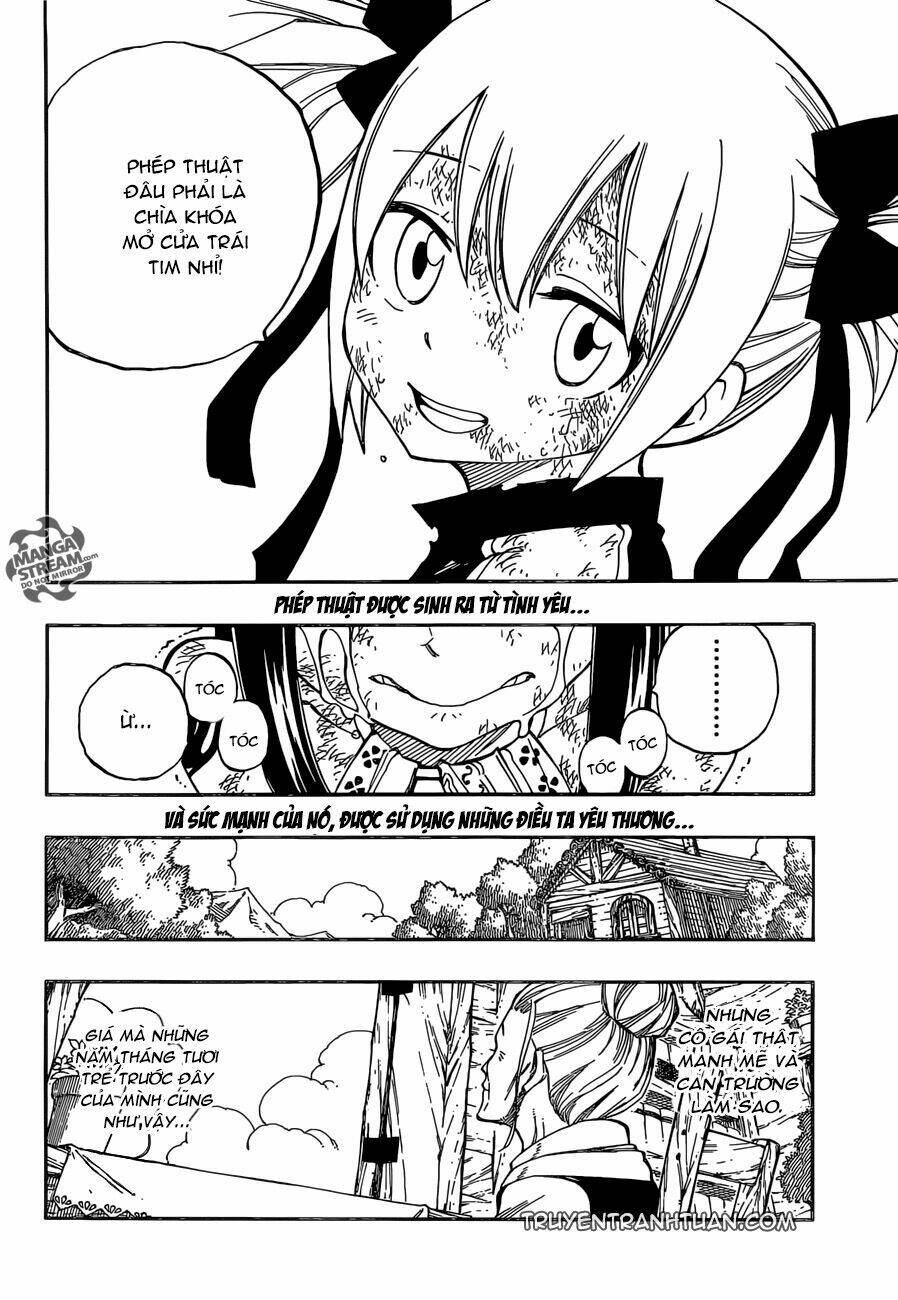 PHÉP THUẬT
ĐÂU PHẢI LÀ
CHÌA KHÓA
MỞ CỬA TRÁI
TIM NHỈ!
MANGA
STREAM.com
DO NOT MIRROR
PHÉP THUẬT ĐƯỢC SINH RA TỪ TÌNH YÊU...
Ừ...
TÓC
TÓC
TÓC
TÓC
.........
VÀ SỨC MẠNH CỦA NÓ, ĐƯỢC SỬ DỤNG NHỮNG ĐIỀU TA YÊU THƯƠNG...
NHỮNG
CÔ GÁI THẬT
MẠNH MẼ VÀ
CAN TRƯỜNG
LÀM SAO.
GIÁ MÀ NHỮNG
NĂM THÁNG TƯƠI
TRẺ TRƯỚC ĐÂY
CỦA MÌNH CŨNG
NHƯ VẬY...
TRUYENTRANHTUAN.COM